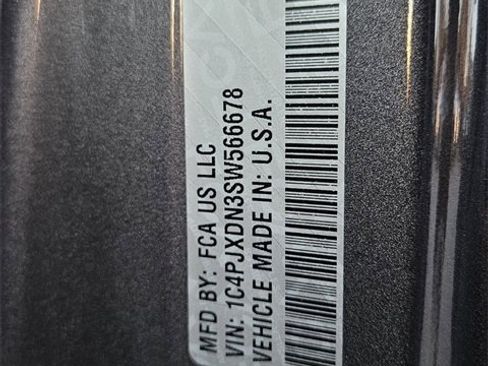 MFD BY: FCA US LLC
VIN: 1C4PJXDN3SW566678
VEHICLE MADE IN: U.S.A.